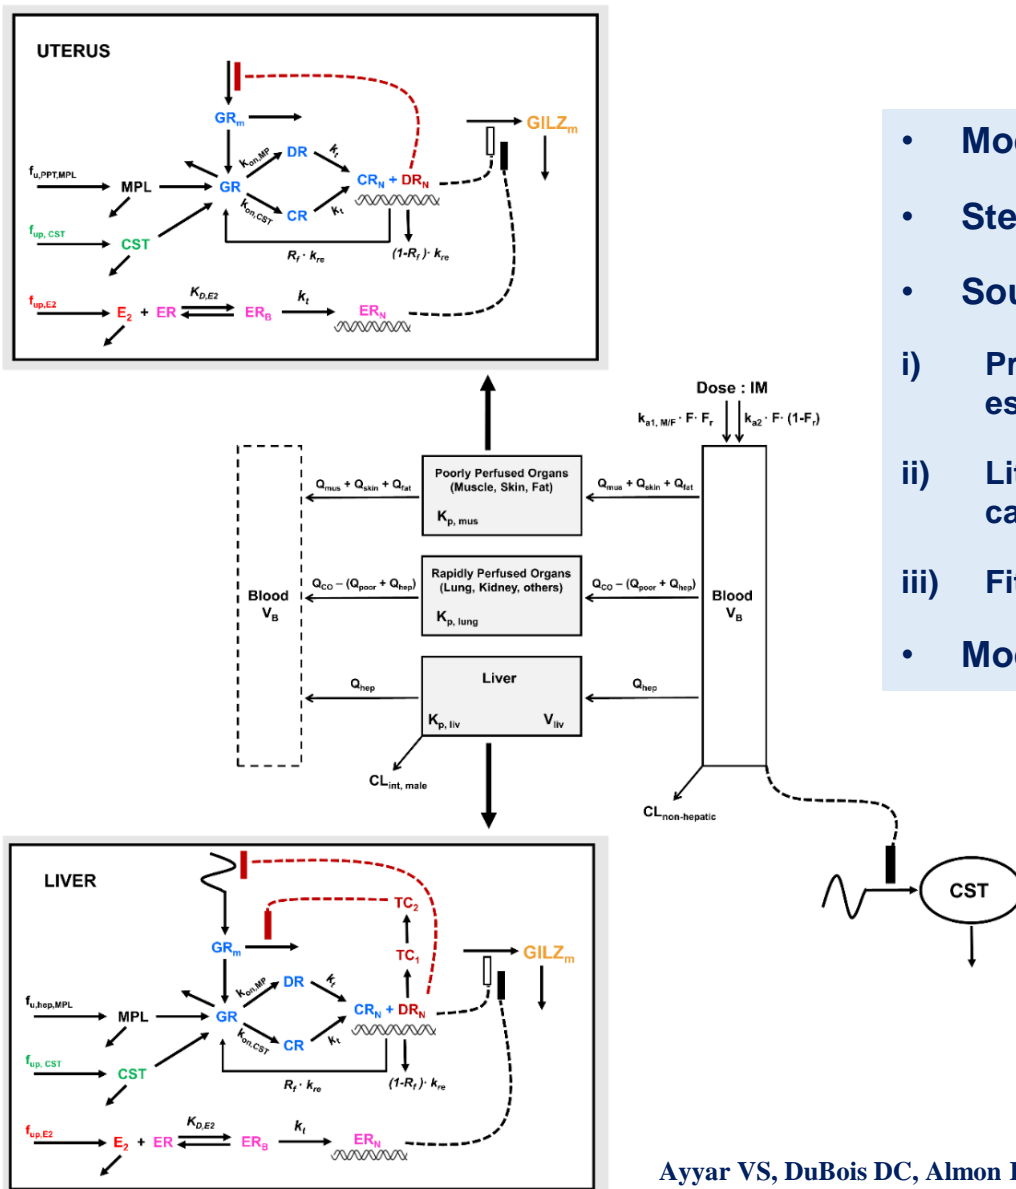 UTERUS
GRm
GILZm
kon,MP
DR
kt
fu,PPT,MPL
MPL
GR
CRN + DRN
kon,CST
CR
kt
fup, CST
CST
Rf · kre
(1-Rf) · kre
fup,E2
E2 + ER
KD,E2
ERB
kt
ERN
Dose : IM
ka1, M/F · F · Fr
ka2 · F · (1-Fr)
Qmus + Qskin + Qfat
Poorly Perfused Organs
(Muscle, Skin, Fat)
Kp, mus
Qmus + Qskin + Qfat
Blood
VB
QCO – (Qpoor + Qhep)
Rapidly Perfused Organs
(Lung, Kidney, others)
Kp, lung
QCO – (Qpoor + Qhep)
Blood
VB
Qhep
Liver
Kp, liv
Vliv
Qhep
CLint, male
CLnon-hepatic
CST
LIVER
TC2
GRm
TC1
GILZm
kon,MP
DR
kt
fu,hep,MPL
MPL
GR
CRN + DRN
kon,CST
CR
kt
fup, CST
CST
Rf · kre
(1-Rf) · kre
fup,E2
E2 + ER
KD,E2
ERB
kt
ERN
•
•
•
i)
ii)
iii)
•
Ayyar VS, DuBois DC, Almon